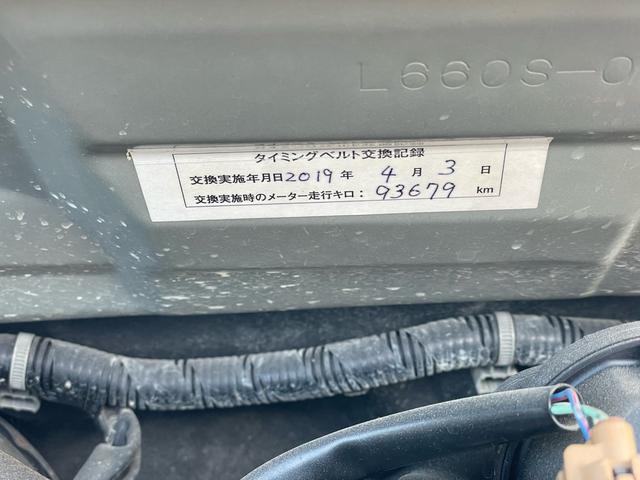 L660S-0
タイミングベルト交換記録
交換実施年月日2019年 4月 3日
交換実施時のメーター走行キロ：93679 km